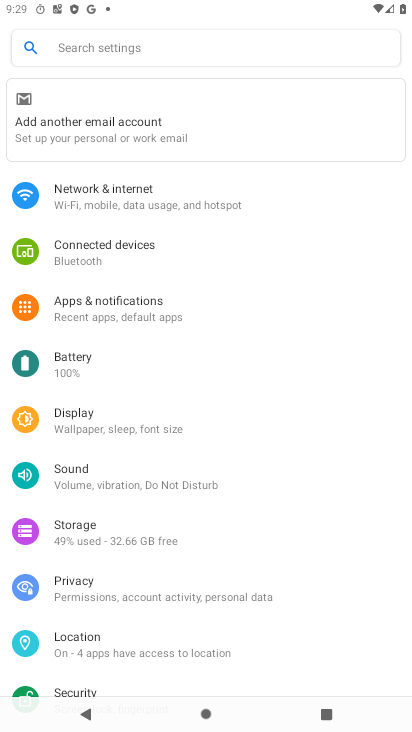 9:29
Search settings
Add another email account
Set up your personal or work email
Network & internet
Wi-Fi, mobile, data usage, and hotspot
Connected devices
Bluetooth
Apps & notifications
Recent apps, default apps
Battery
100%
Display
Wallpaper, sleep, font size
Sound
Volume, vibration, Do Not Disturb
Storage
49% used - 32.66 GB free
Privacy
Permissions, account activity, personal data
Location
On - 4 apps have access to location
Security
Screen lock, fingerprint